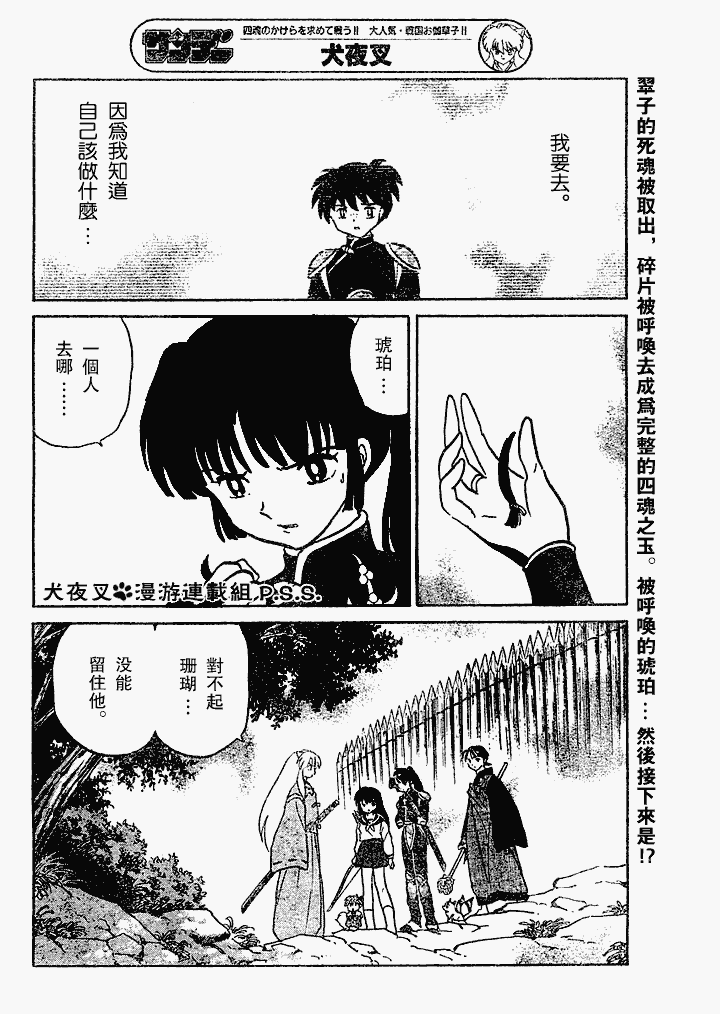 サンデー
四魂のかけらを求めて戦う!! 大人気・戦国お伽草子!!
犬夜叉
翠子的死魂被取出，碎片被呼喚去成爲完整的四魂之玉。被呼喚的琥珀…然後接下來是!?
我要去。
因爲我知道
自己該做什麼…
琥珀…
一個人
去哪……
犬夜叉 漫游連載組 P.S.S.
對不起
珊瑚…
没能
留住他。